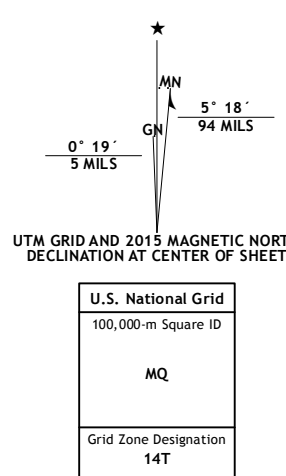 MN
GN
5° 18´
94 MILS
0° 19´
5 MILS
UTM GRID AND 2015 MAGNETIC NORT
DECLINATION AT CENTER OF SHEET
U.S. National Grid
100,000-m Square ID
MQ
Grid Zone Designation
14T